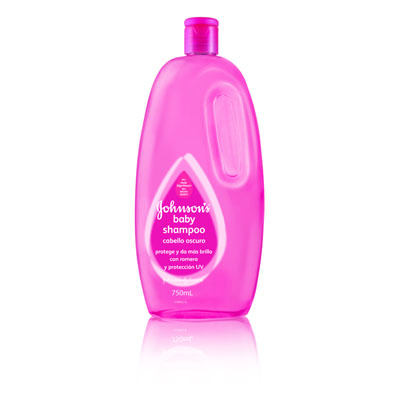 Johnson's
baby
shampoo
cabello oscuro
protege y da más brillo
con romero
y protección UV
750mL